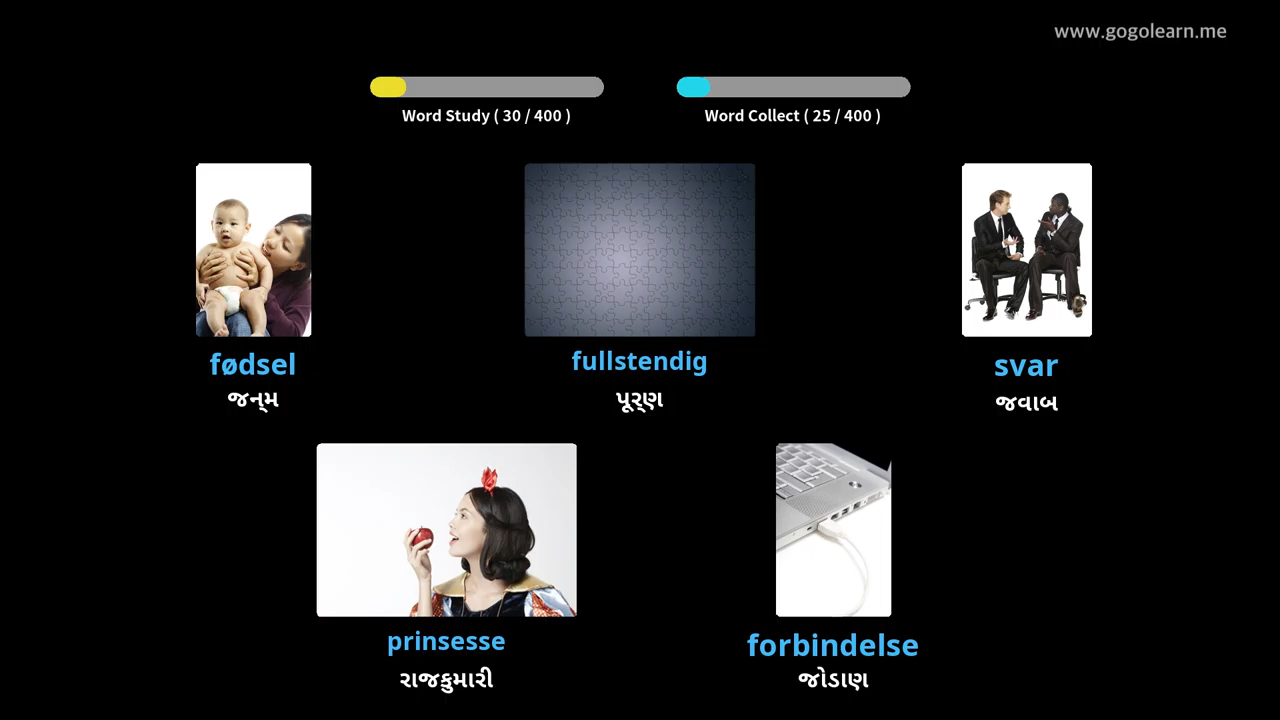 www.gogolearn.me
Word Study ( 30 / 400 )
Word Collect ( 25 / 400 )
fødsel
જન્મ
fullstendig
પૂર્ણ
svar
જવાબ
prinsesse
રાજકુમારી
forbindelse
જોડાણ